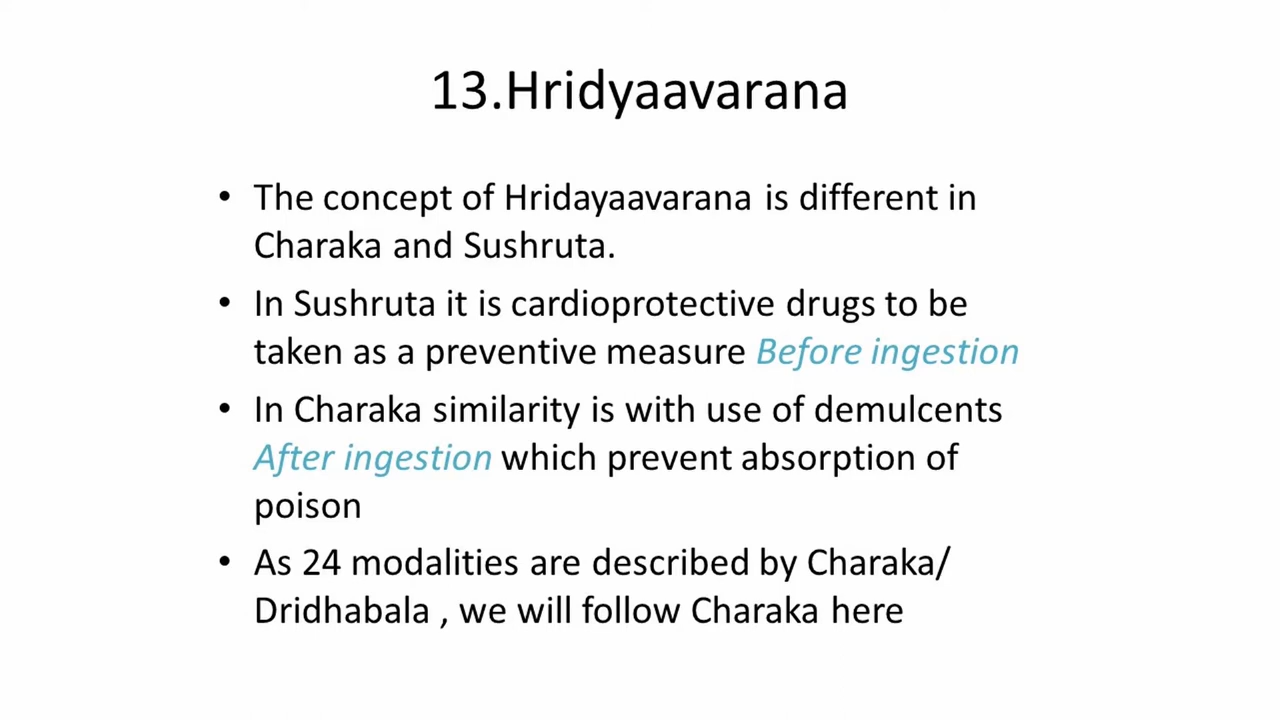 13.Hridyaavarana
• The concept of Hridayaavarana is different in
Charaka and Sushruta.
• In Sushruta it is cardioprotective drugs to be
taken as a preventive measure Before ingestion
• In Charaka similarity is with use of demulcents
After ingestion which prevent absorption of
poison
• As 24 modalities are described by Charaka/
Dridhabala , we will follow Charaka here